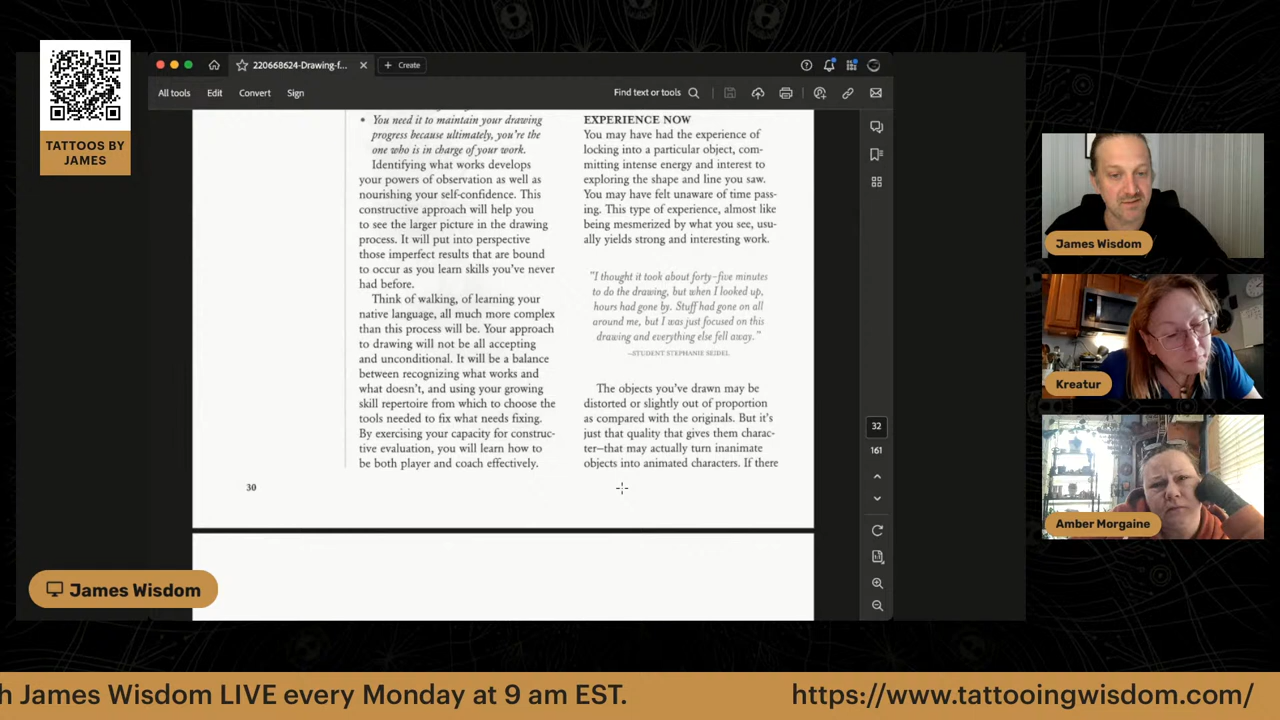 TATTOOS BY
JAMES
220668624-Drawing-f...
Create
All tools
Edit
Convert
Sign
Find text or tools
• You need it to maintain your drawing
progress because ultimately, you're the
one who is in charge of your work.
Identifying what works develops
your powers of observation as well as
nourishing your self-confidence. This
constructive approach will help you
to see the larger picture in the drawing
process. It will put into perspective
those imperfect results that are bound
to occur as you learn skills you've never
had before.
Think of walking, of learning your
native language, all much more complex
than this process will be. Your approach
to drawing will not be all accepting
and unconditional. It will be a balance
between recognizing what works and
what doesn't, and using your growing
skill repertoire from which to choose the
tools needed to fix what needs fixing.
By exercising your capacity for construc-
tive evaluation, you will learn how to
be both player and coach effectively.
30
EXPERIENCE NOW
You may have had the experience of
locking into a particular object, com-
mitting intense energy and interest to
exploring the shape and line you saw.
You may have felt unaware of time pass-
ing. This type of experience, almost like
being mesmerized by what you see, usu-
ally yields strong and interesting work.
"I thought it took about forty-five minutes
to do the drawing, but when I looked up,
hours had gone by. Stuff had gone on all
around me, but I was just focused on this
drawing and everything else fell away."
–STUDENT STEPHANIE SEIDEL
The objects you've drawn may be
distorted or slightly out of proportion
as compared with the originals. But it's
just that quality that gives them charac-
ter–that may actually turn inanimate
objects into animated characters. If there
32
161
James Wisdom
Kreatur
Amber Morgaine
James Wisdom
h James Wisdom LIVE every Monday at 9 am EST.
https://www.tattooingwisdom.com/